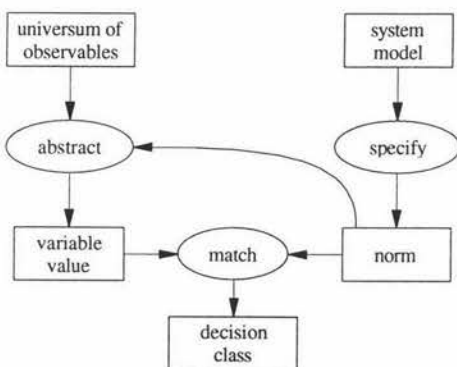 universum of
observables
system
model
abstract
specify
variable
value
match
norm
decision
class